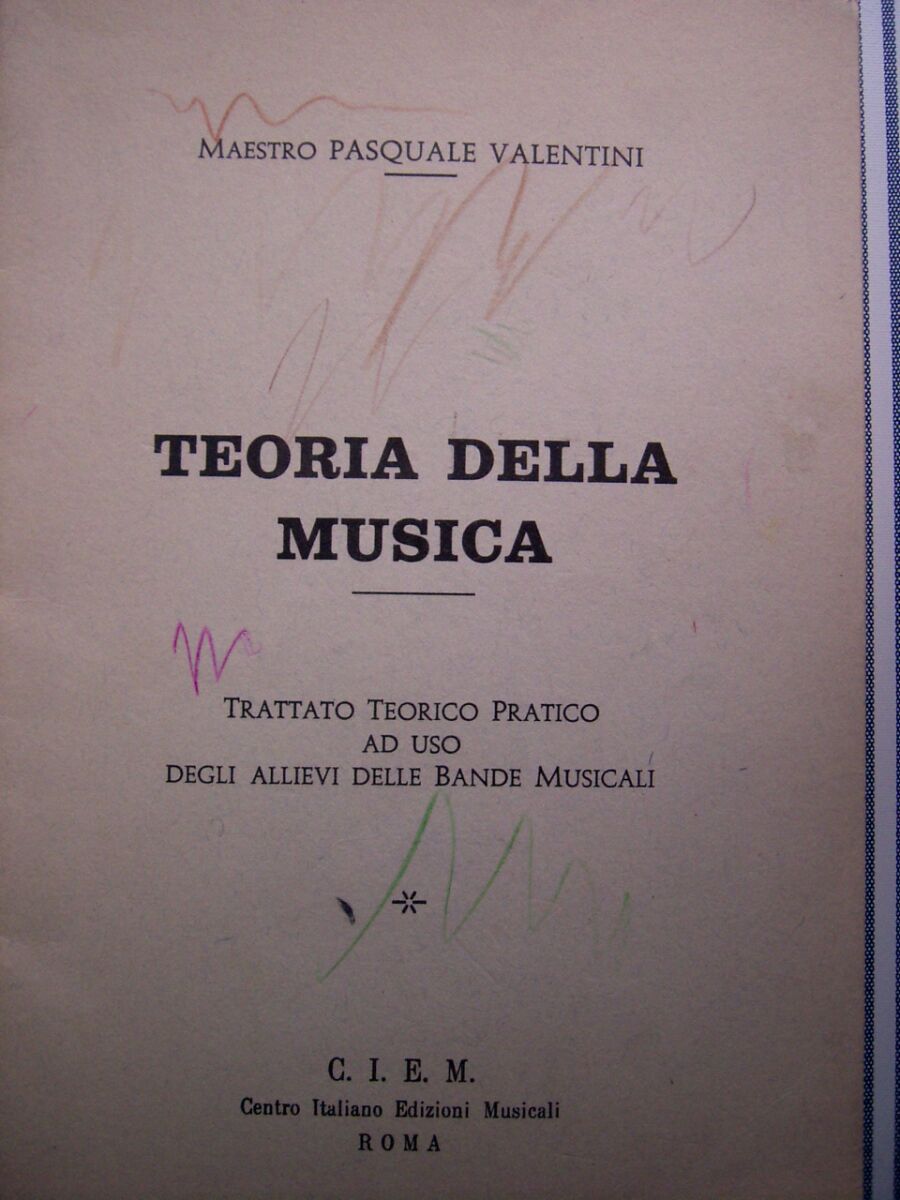 Maestro PASQUALE VALENTINI
TEORIA DELLA
MUSICA
Trattato Teorico Pratico
ad uso
degli allievi delle Bande Musicali
C. I. E. M.
Centro Italiano Edizioni Musicali
ROMA